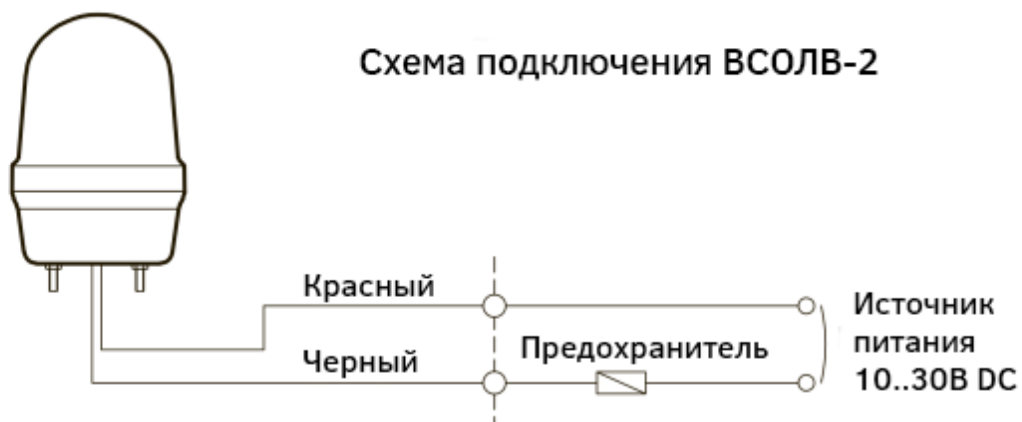 Схема подключения ВСОЛВ-2
Красный
Черный
Предохранитель
Источник
питания
10..30В DC